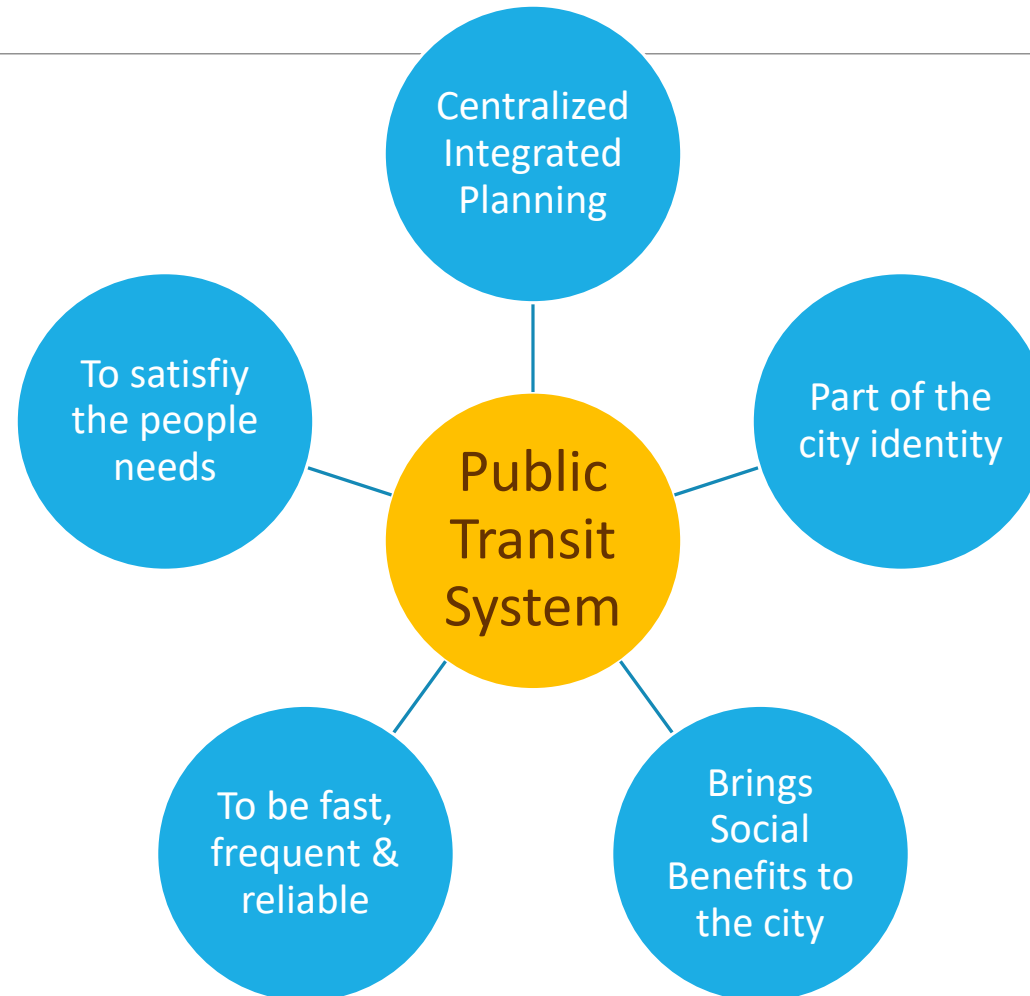 Centralized
Integrated
Planning
To satisfiy
the people
needs
Part of the
city identity
Public
Transit
System
To be fast,
frequent &
reliable
Brings
Social
Benefits to
the city